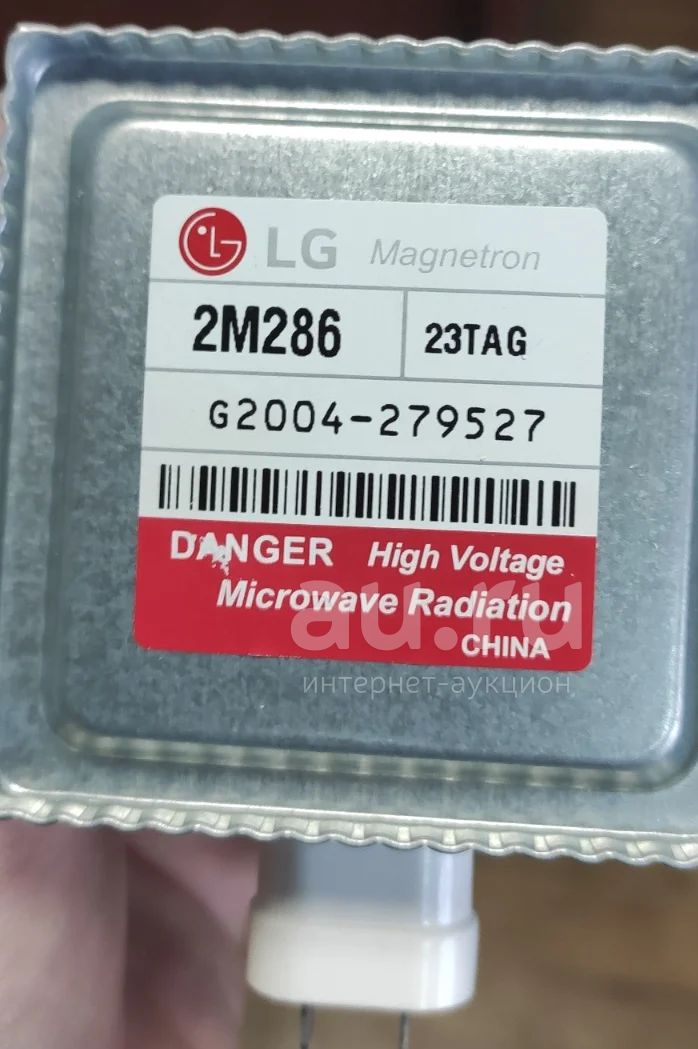 LG Magnetron
2M286 23TAG
G2004-279527
DANGER High Voltage
Microwave Radiation
CHINA
au.ru
интернет-аукцион